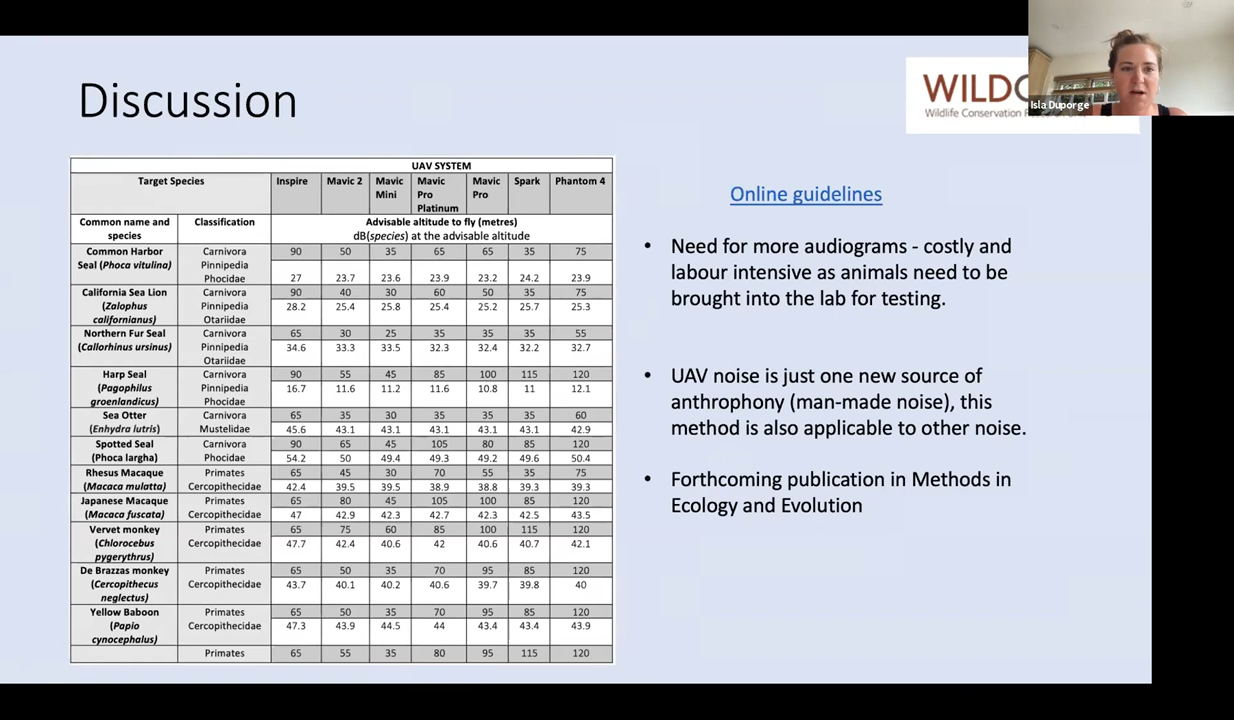 Discussion
WILD
Wildlife Conservation
Isla Duporge
UAV SYSTEM
Target Species Inspire Mavic 2 Mavic Mini Mavic Pro Platinum Mavic Pro Spark Phantom 4
Common name and species Classification Advisable altitude to fly (metres)
dB(species) at the advisable altitude
Common Harbor Carnivora 90 50 35 65 65 35 75
Seal (Phoca vitulina) Pinnipedia
Phocidae 27 23.7 23.6 23.9 23.2 24.2 23.9
California Sea Lion Carnivora 90 40 30 60 50 35 75
(Zalophus Pinnipedia 28.2 25.4 25.8 25.4 25.2 25.7 25.3
californianus) Otariidae
Northern Fur Seal Carnivora 65 30 25 35 35 35 55
(Callorhinus ursinus) Pinnipedia 34.6 33.3 33.5 32.3 32.4 32.2 32.7
Otariidae
Harp Seal Carnivora 90 55 45 85 100 115 120
(Pagophilus Pinnipedia 16.7 11.6 11.2 11.6 10.8 11 12.1
groenlandicus) Phocidae
Sea Otter Carnivora 65 35 30 35 35 35 60
(Enhydra lutris) Mustelidae 45.6 43.1 43.1 43.1 43.1 43.1 42.9
Spotted Seal Carnivora 90 65 45 105 80 85 120
(Phoca largha) Phocidae 54.2 50 49.4 49.3 49.2 49.6 50.4
Rhesus Macaque Primates 65 45 30 70 55 35 75
(Macaca mulatta) Cercopithecidae 42.4 39.5 39.5 38.9 38.8 39.3 39.3
Japanese Macaque Primates 65 80 45 105 100 85 120
(Macaca fuscata) Cercopithecidae 47 42.9 42.3 42.7 42.3 42.5 43.5
Vervet monkey Primates 65 75 60 85 100 115 120
(Chlorocebus Cercopithecidae 47.7 42.4 40.6 42 40.6 40.7 42.1
pygerythrus)
De Brazzas monkey Primates 65 50 35 70 95 85 120
(Cercopithecus Cercopithecidae 43.7 40.1 40.2 40.6 39.7 39.8 40
neglectus)
Yellow Baboon Primates 65 50 35 70 95 85 120
(Papio Cercopithecidae 47.3 43.9 44.5 44 43.4 43.4 43.9
cynocephalus)
Primates 65 55 35 80 95 115 120
Online guidelines
• Need for more audiograms - costly and
labour intensive as animals need to be
brought into the lab for testing.
• UAV noise is just one new source of
anthrophony (man-made noise), this
method is also applicable to other noise.
• Forthcoming publication in Methods in
Ecology and Evolution